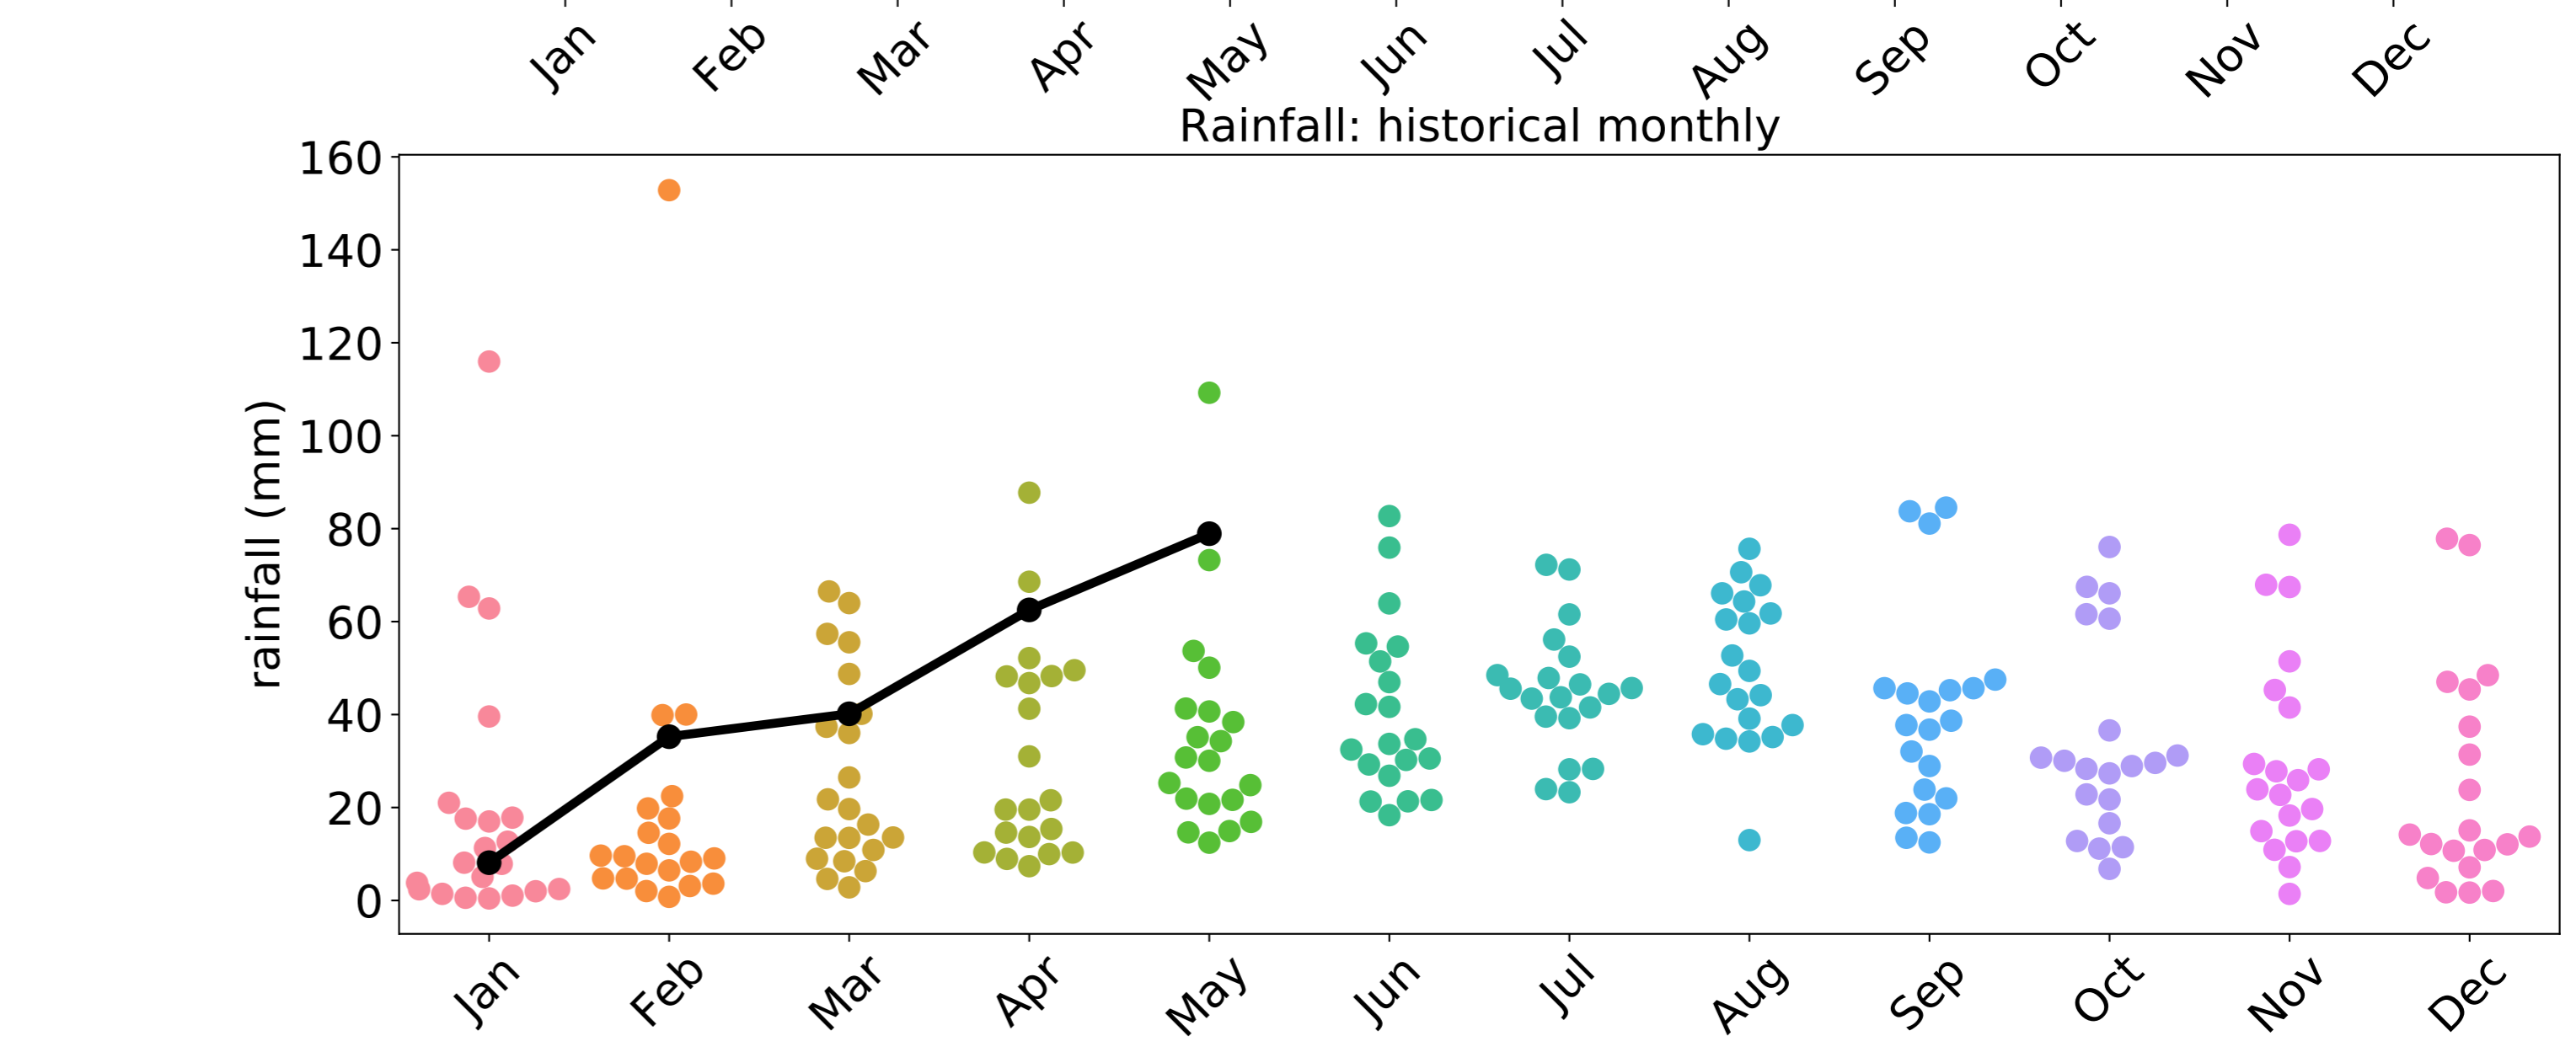 Jan Feb Mar Apr May Jun Jul Aug Sep Oct Nov Dec
Rainfall: historical monthly
160
140
120
100
80
60
40
20
0
rainfall (mm)
Jan Feb Mar Apr May Jun Jul Aug Sep Oct Nov Dec